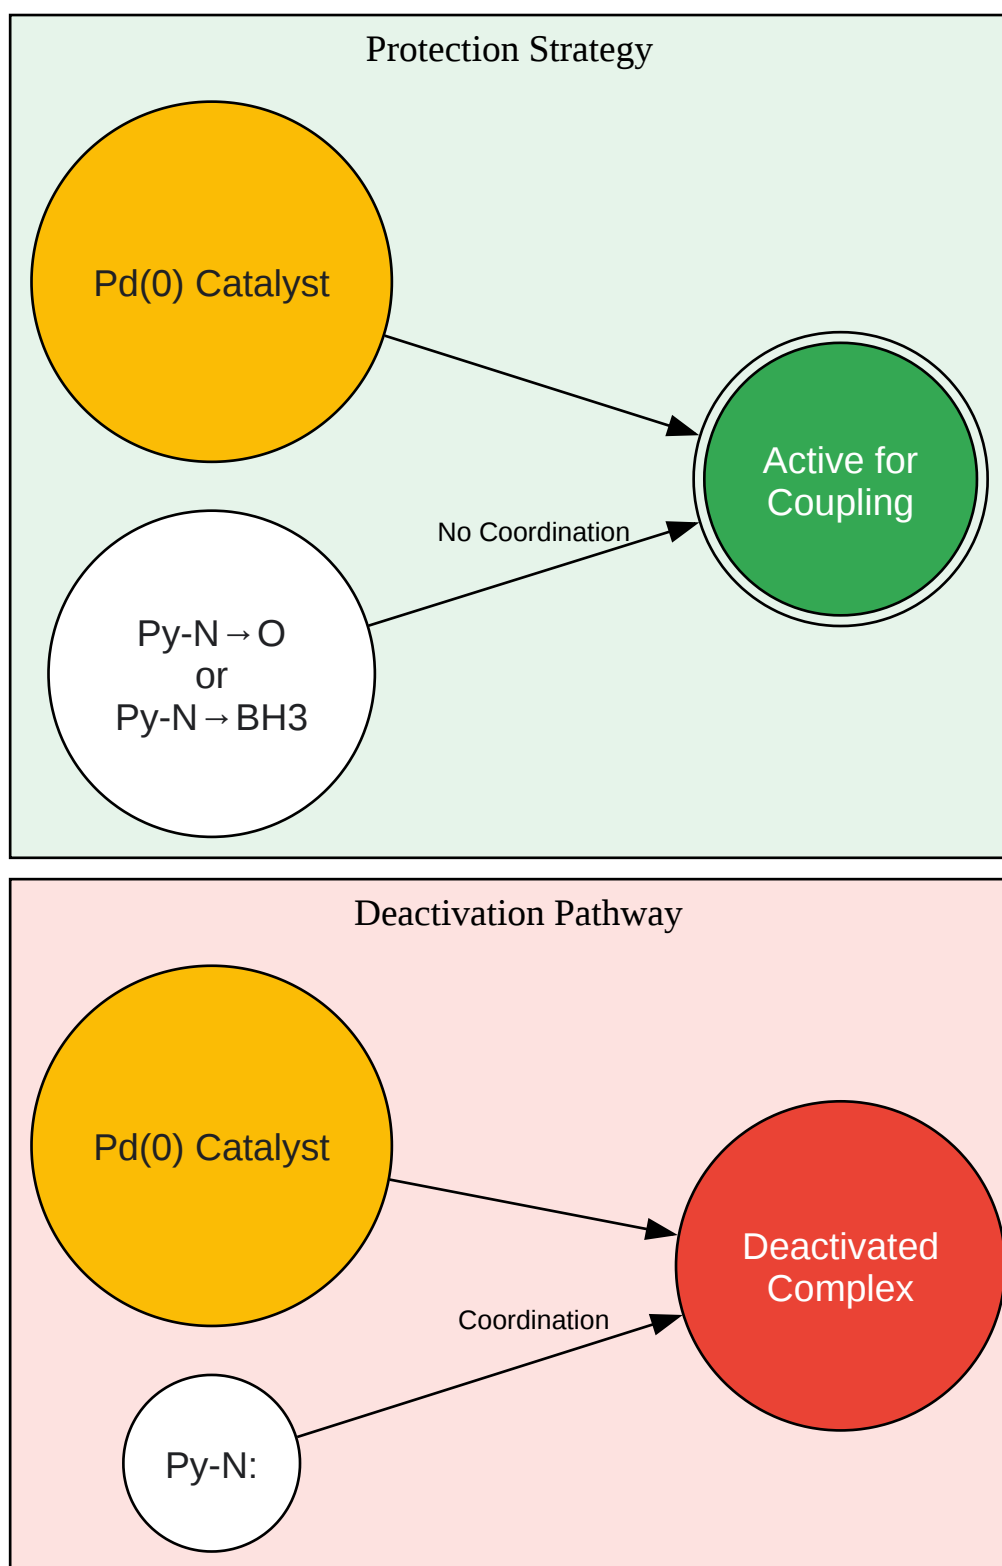 Protection Strategy
Pd(0) Catalyst
Active for
Coupling
No Coordination
Py-N→O
or
Py-N→BH3
Deactivation Pathway
Pd(0) Catalyst
Deactivated
Complex
Coordination
Py-N: